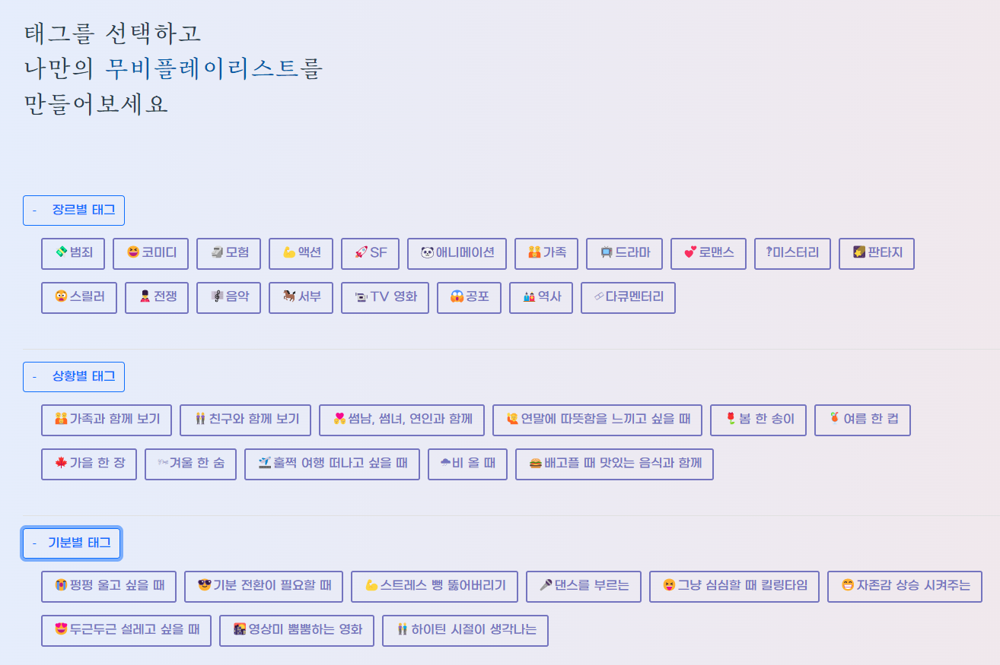 태그를 선택하고
나만의 무비플레이리스트를
만들어보세요
- 장르별 태그
💸범죄 😆코미디 🗿모험 💪액션 🚀SF 🐼애니메이션 👨‍👩‍👧‍👦가족 📺드라마 💕로맨스 ❓미스터리 🌠판타지
😨스릴러 💂전쟁 🎼음악 🐎서부 📹TV 영화 😱공포 🏰역사 다큐멘터리
- 상황별 태그
가족과 함께 보기 👬친구와 함께 보기 💑썸남, 썸녀, 연인과 함께 🙋연말에 따뜻함을 느끼고 싶을 때 🌷봄 한 송이 🍹여름 한 컵
🍁가을 한 장 🌬겨울 한 숨 🛫훌쩍 여행 떠나고 싶을 때 🌧비 올 때 🍔배고플 때 맛있는 음식과 함께
- 기분별 태그
😭펑펑 울고 싶을 때 😎기분 전환이 필요할 때 💪스트레스 뻥 뚫어버리기 🎤댄스를 부르는 😝그냥 심심할 때 킬링타임 😁자존감 상승 시켜주는
😍두근두근 설레고 싶을 때 🌃영상미 뿜뿜하는 영화 👬하이틴 시절이 생각나는